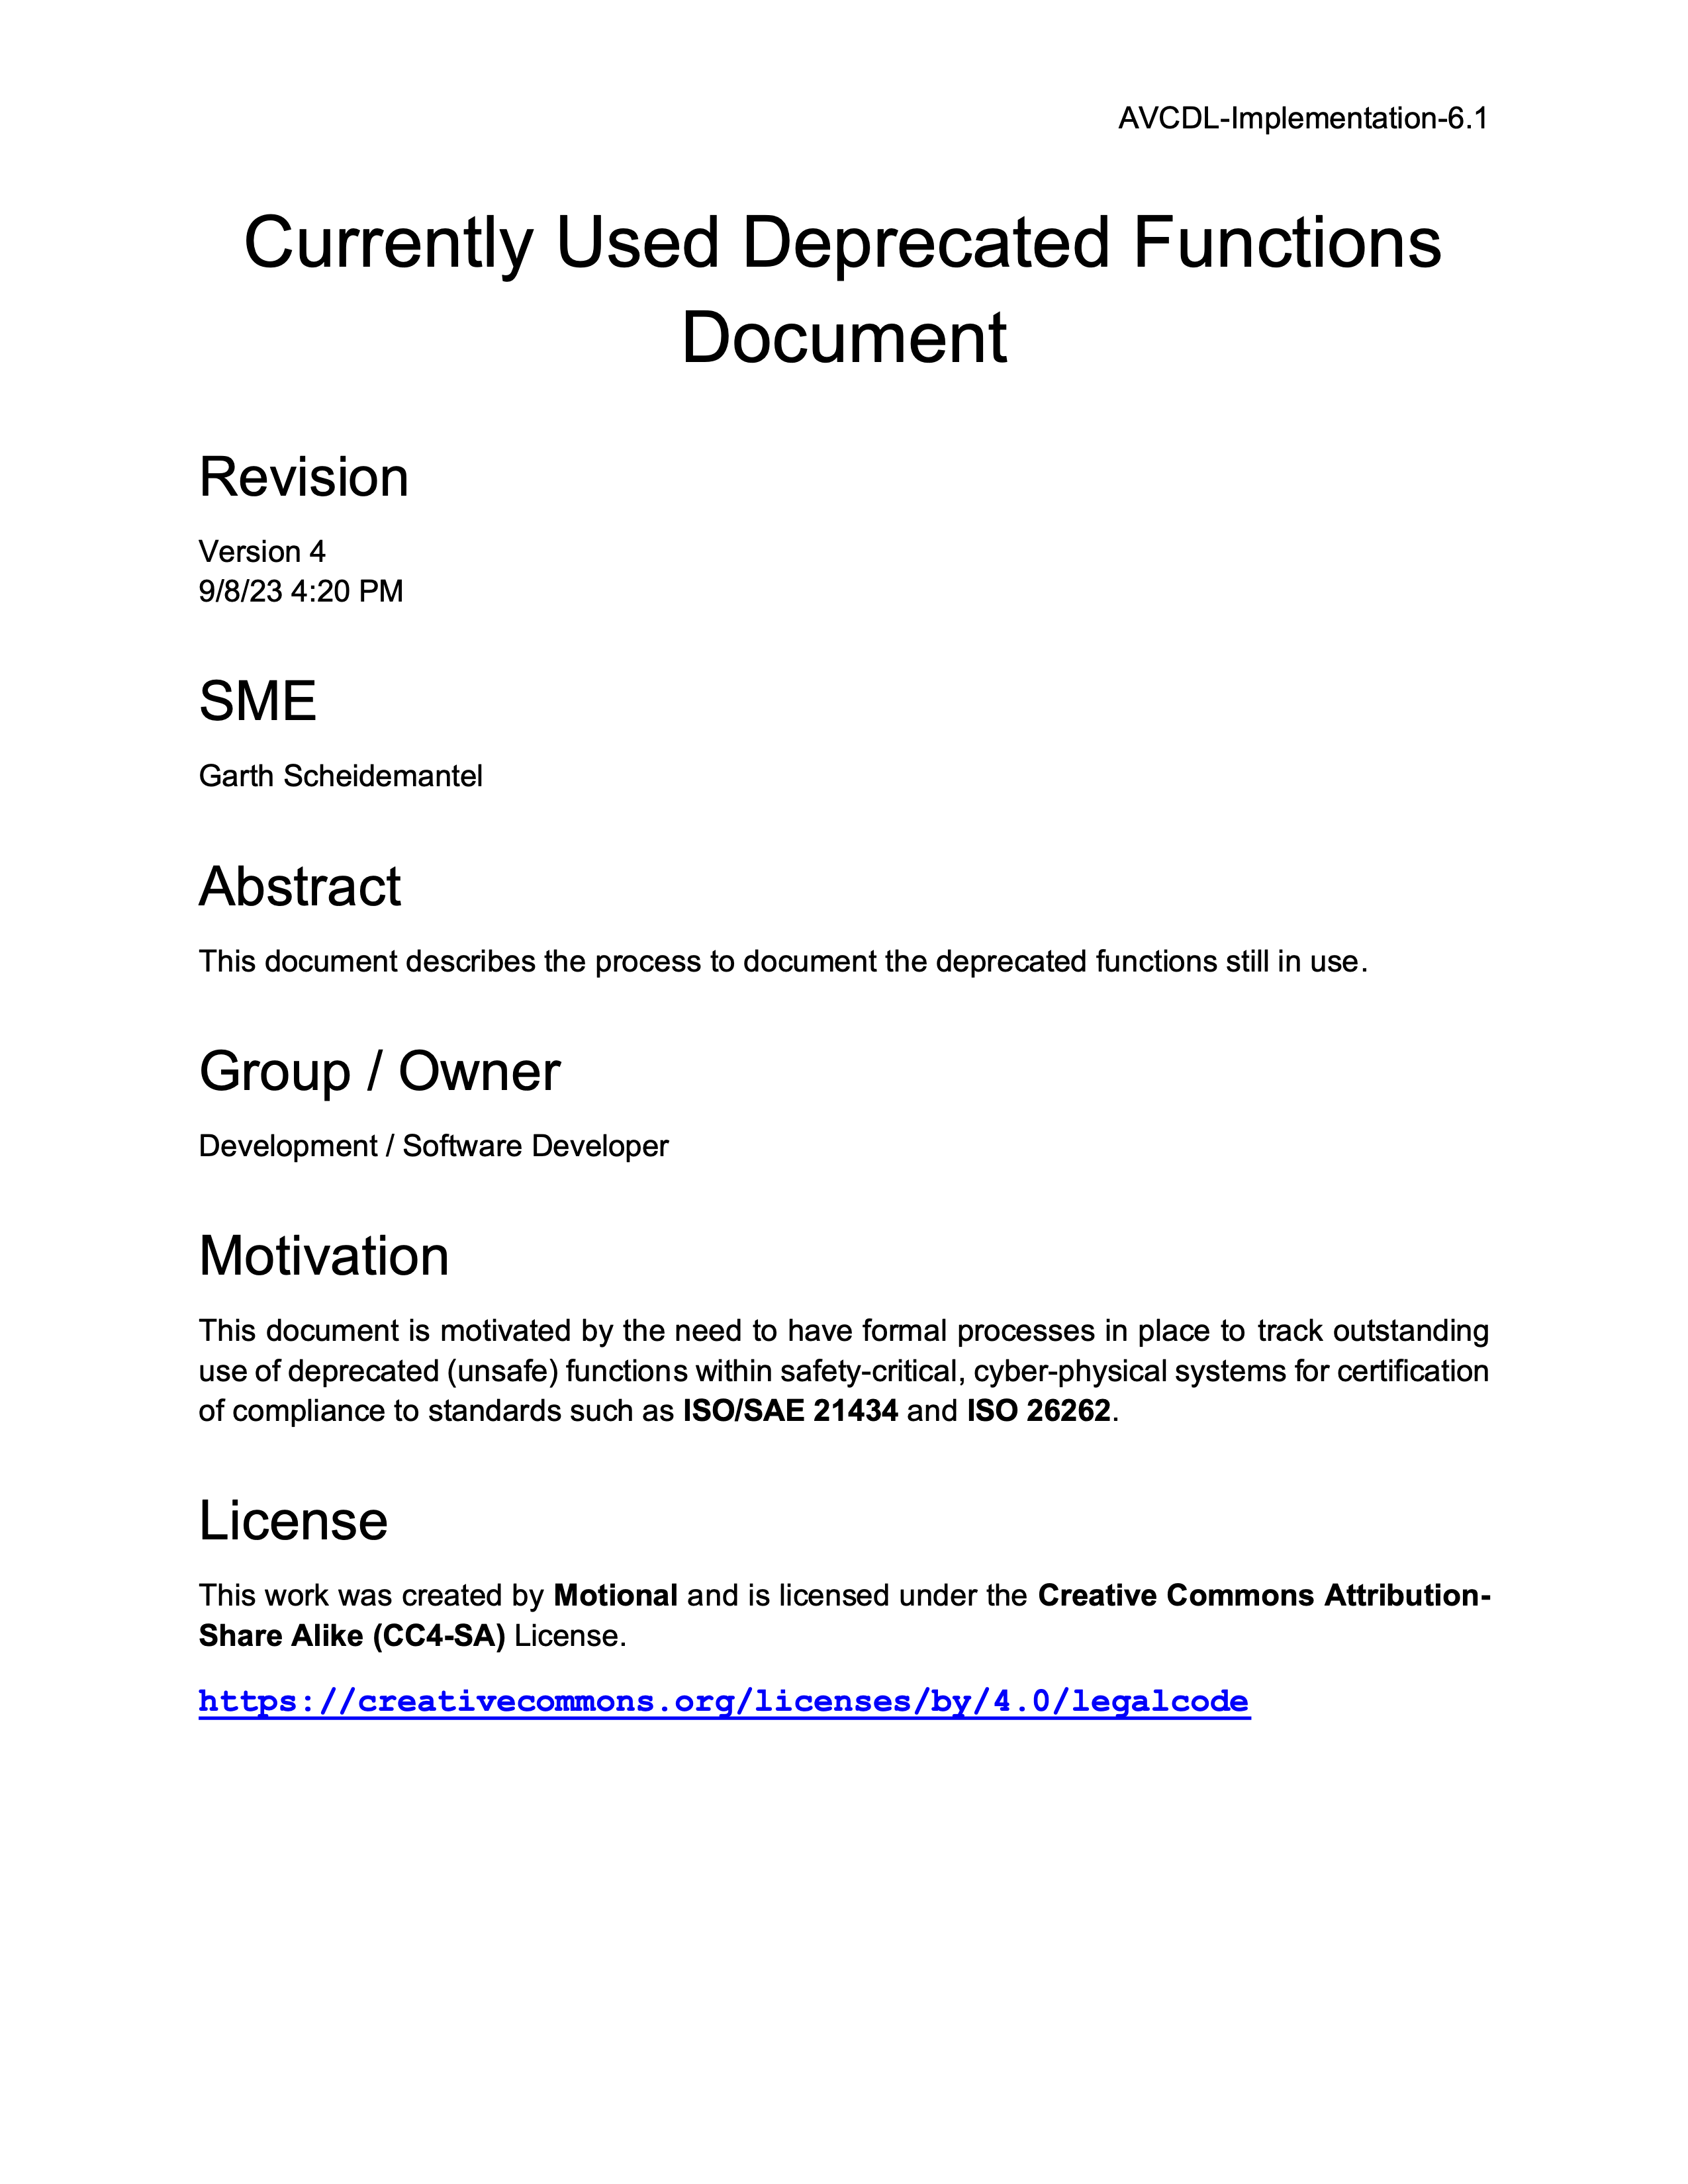 AVCDL-Implementation-6.1
Currently Used Deprecated Functions
Document
Revision
Version 4
9/8/23 4:20 PM
SME
Garth Scheidemantel
Abstract
This document describes the process to document the deprecated functions still in use.
Group / Owner
Development / Software Developer
Motivation
This document is motivated by the need to have formal processes in place to track outstanding
use of deprecated (unsafe) functions within safety-critical, cyber-physical systems for certification
of compliance to standards such as ISO/SAE 21434 and ISO 26262.
License
This work was created by Motional and is licensed under the Creative Commons Attribution-
Share Alike (CC4-SA) License.
https://creativecommons.org/licenses/by/4.0/legalcode